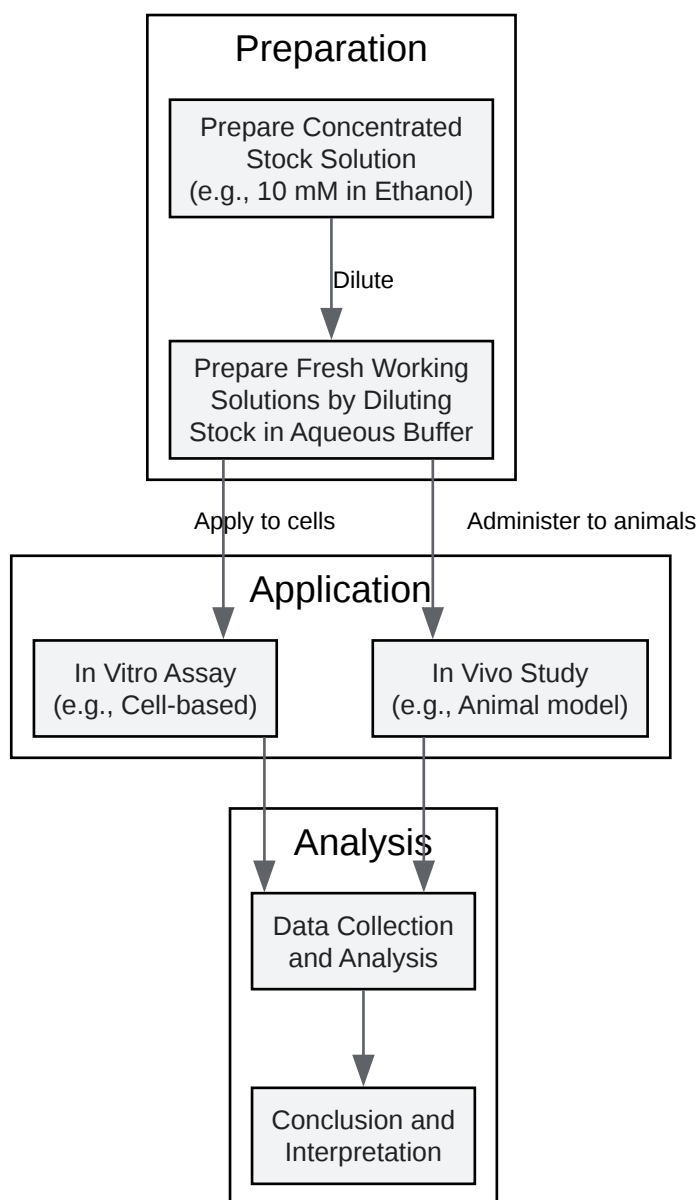 Preparation
Prepare Concentrated
Stock Solution
(e.g., 10 mM in Ethanol)
Dilute
Prepare Fresh Working
Solutions by Diluting
Stock in Aqueous Buffer
Apply to cells
Administer to animals
Application
In Vitro Assay
(e.g., Cell-based)
In Vivo Study
(e.g., Animal model)
Analysis
Data Collection
and Analysis
Conclusion and
Interpretation